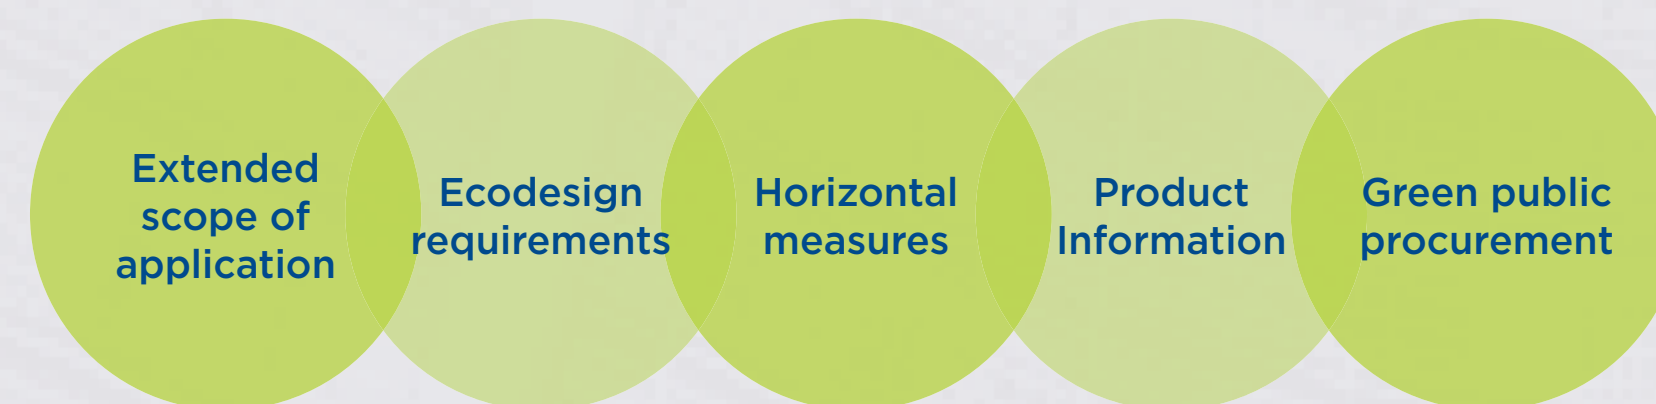 Extended
scope of
application
Ecodesign
requirements
Horizontal
measures
Product
Information
Green public
procurement